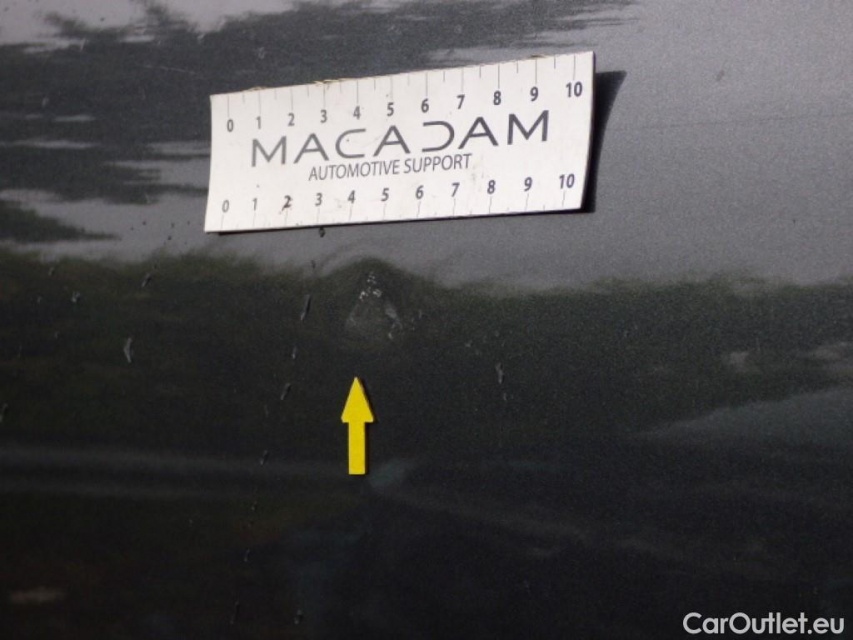 0 1 2 3 4 5 6 7 8 9 10
MACADAM
AUTOMOTIVE SUPPORT
0 1 2 3 4 5 6 7 8 9 10
CarOutlet.eu